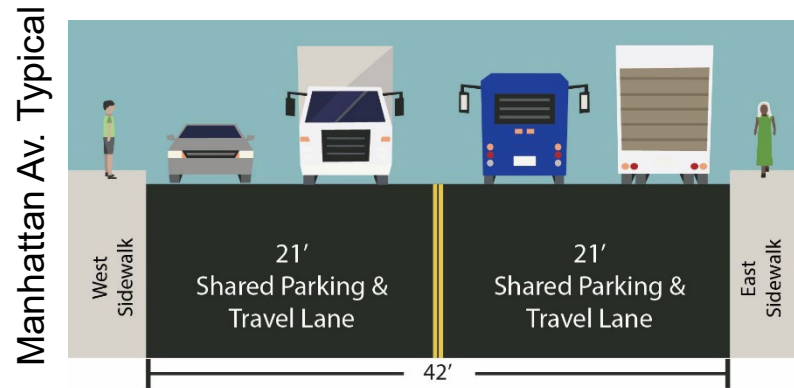 Manhattan Av. Typical
West
Sidewalk
21'
Shared Parking &
Travel Lane
21'
Shared Parking &
Travel Lane
East
Sidewalk
42'